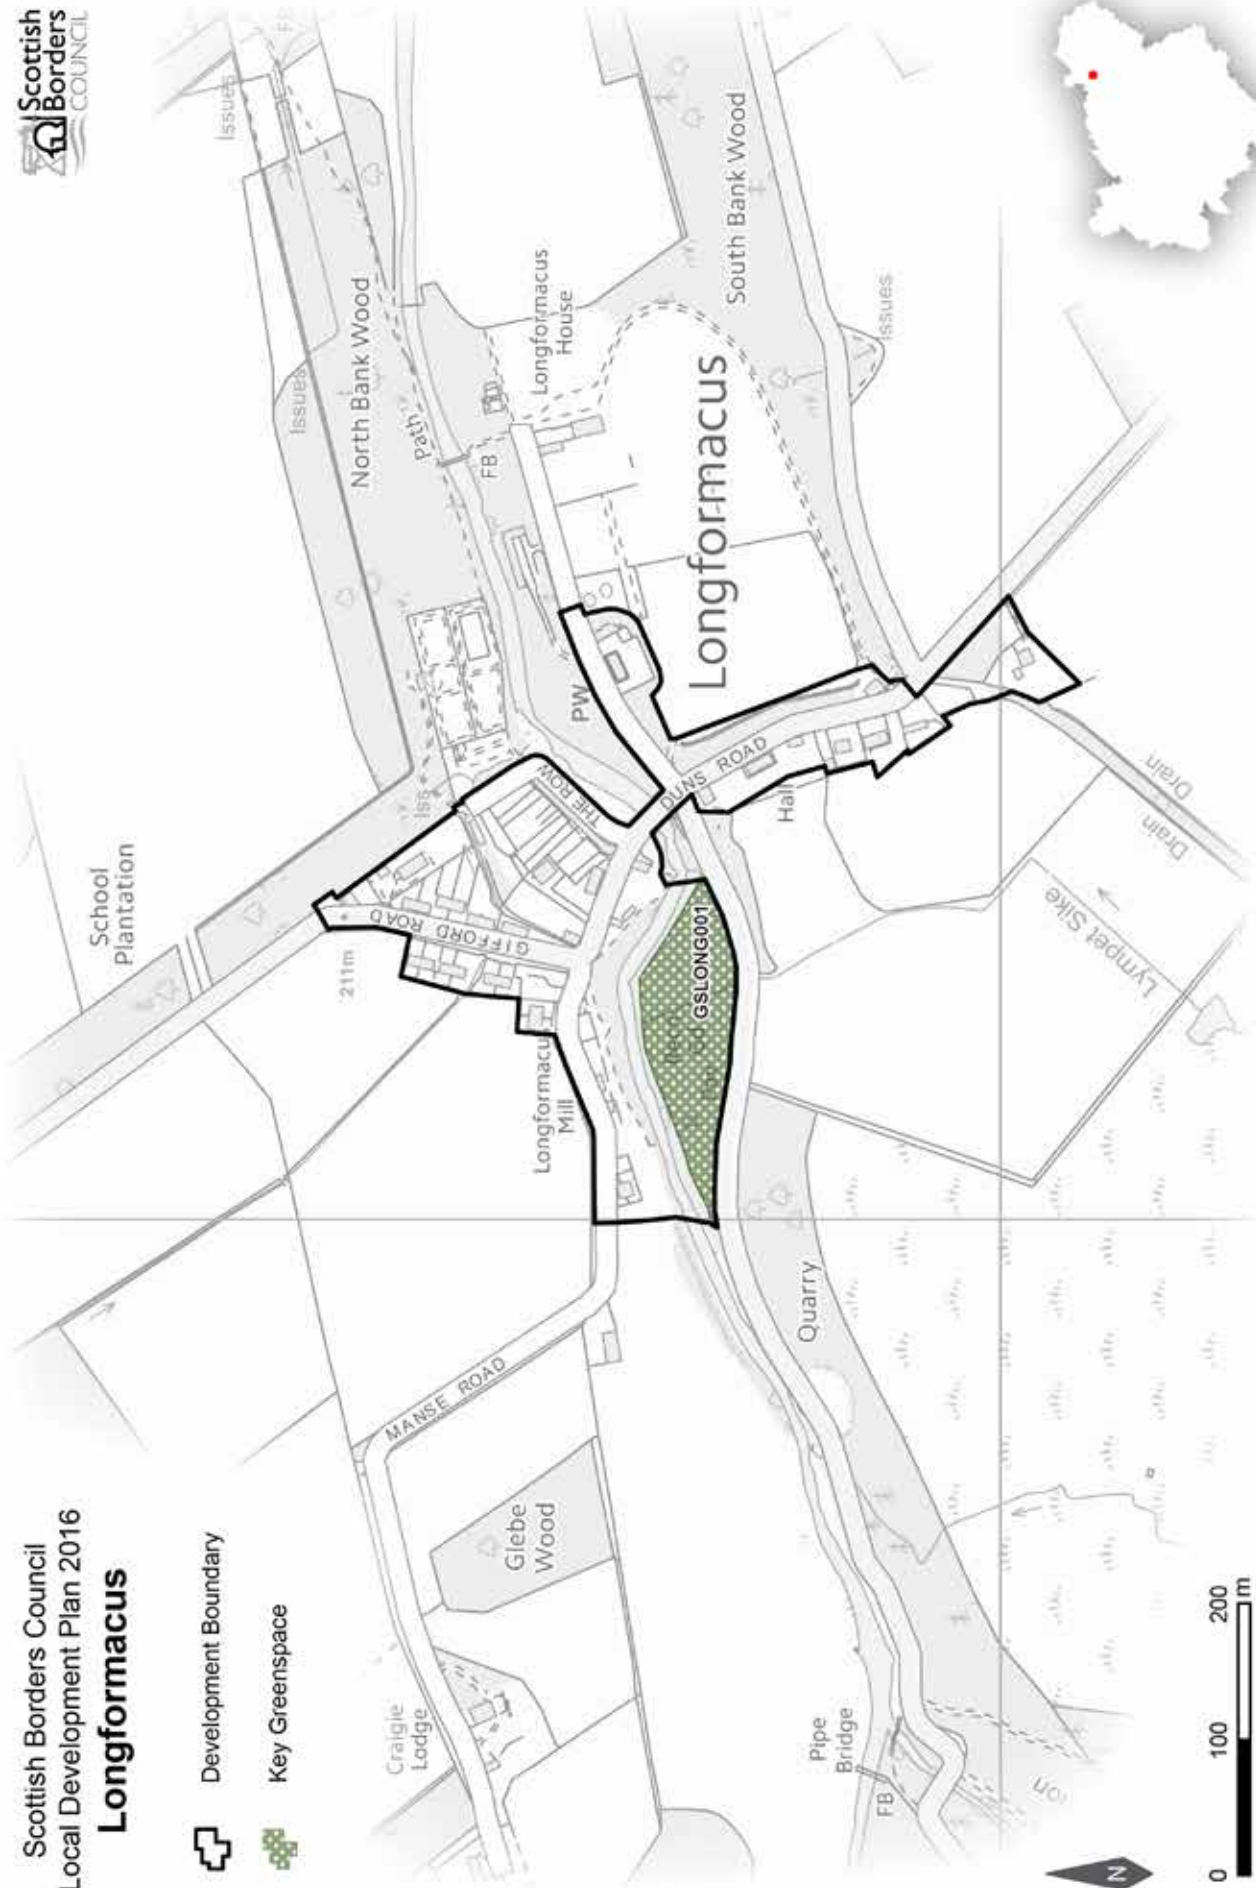 Scottish Borders Council
Local Development Plan 2016
Longformacus
Development Boundary
Key Greenspace
Scottish
Borders
COUNCIL
School
Plantation
Issues
Issues
FB
North Bank Wood
Path
211m
GIFFORD ROAD
THE ROW
Iss
FB
Longformacus
House
PW
MANSE ROAD
Craigie
Lodge
Glebe
Wood
Longformacus
Mill
GSLONG001
DUNS ROAD
Hall
Longformacus
South Bank Wood
Issues
Quarry
Pipe
Bridge
FB
Lympet Sike
Drain
Drain
N
0
100
200
m